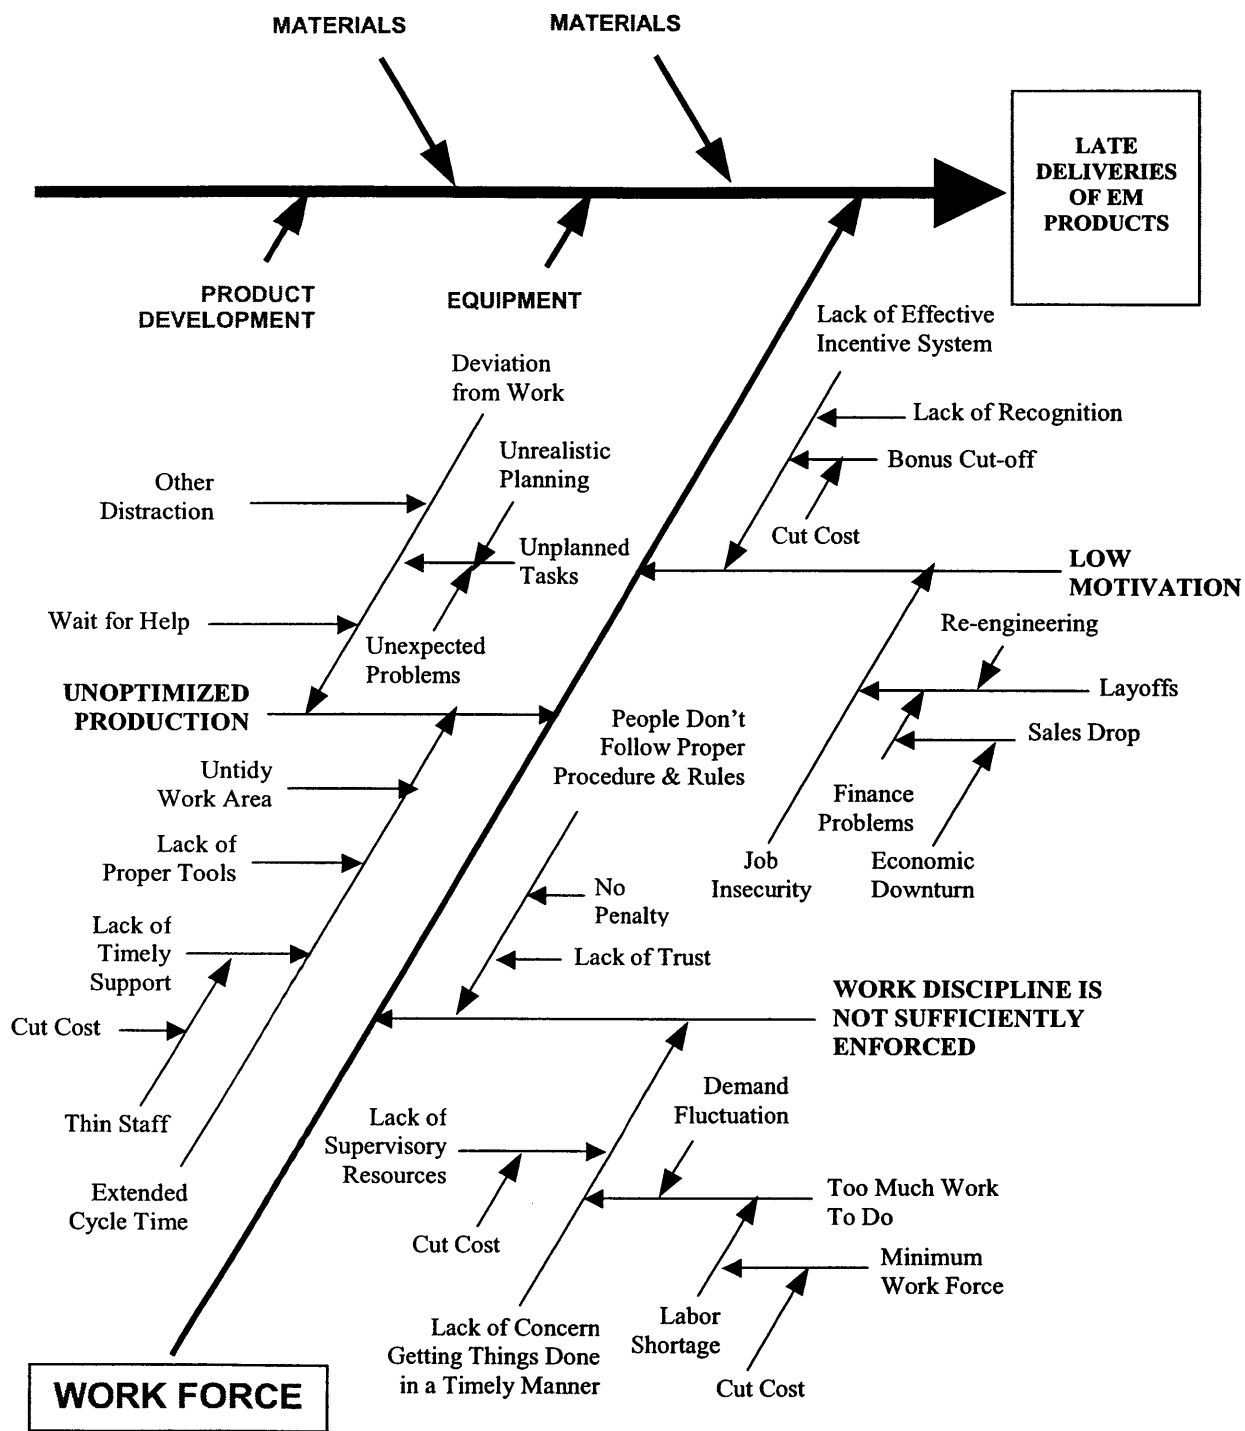 MATERIALS
MATERIALS
LATE
DELIVERIES
OF EM
PRODUCTS
PRODUCT
DEVELOPMENT
EQUIPMENT
Lack of Effective
Incentive System
Deviation
from Work
Lack of Recognition
Unrealistic
Planning
Bonus Cut-off
Other
Distraction
Cut Cost
Unplanned
Tasks
LOW
MOTIVATION
Wait for Help
Unexpected
Problems
Re-engineering
UNOPTIMIZED
PRODUCTION
Layoffs
People Don't
Follow Proper
Procedure & Rules
Sales Drop
Untidy
Work Area
Finance
Problems
Lack of
Proper Tools
Job
Insecurity
Economic
Downturn
No
Penalty
Lack of
Timely
Support
Lack of Trust
WORK DISCIPLINE IS
NOT SUFFICIENTLY
ENFORCED
Cut Cost
Thin Staff
Demand
Fluctuation
Lack of
Supervisory
Resources
Extended
Cycle Time
Too Much Work
To Do
Cut Cost
Minimum
Work Force
Labor
Shortage
Lack of Concern
Getting Things Done
in a Timely Manner
Cut Cost
WORK FORCE